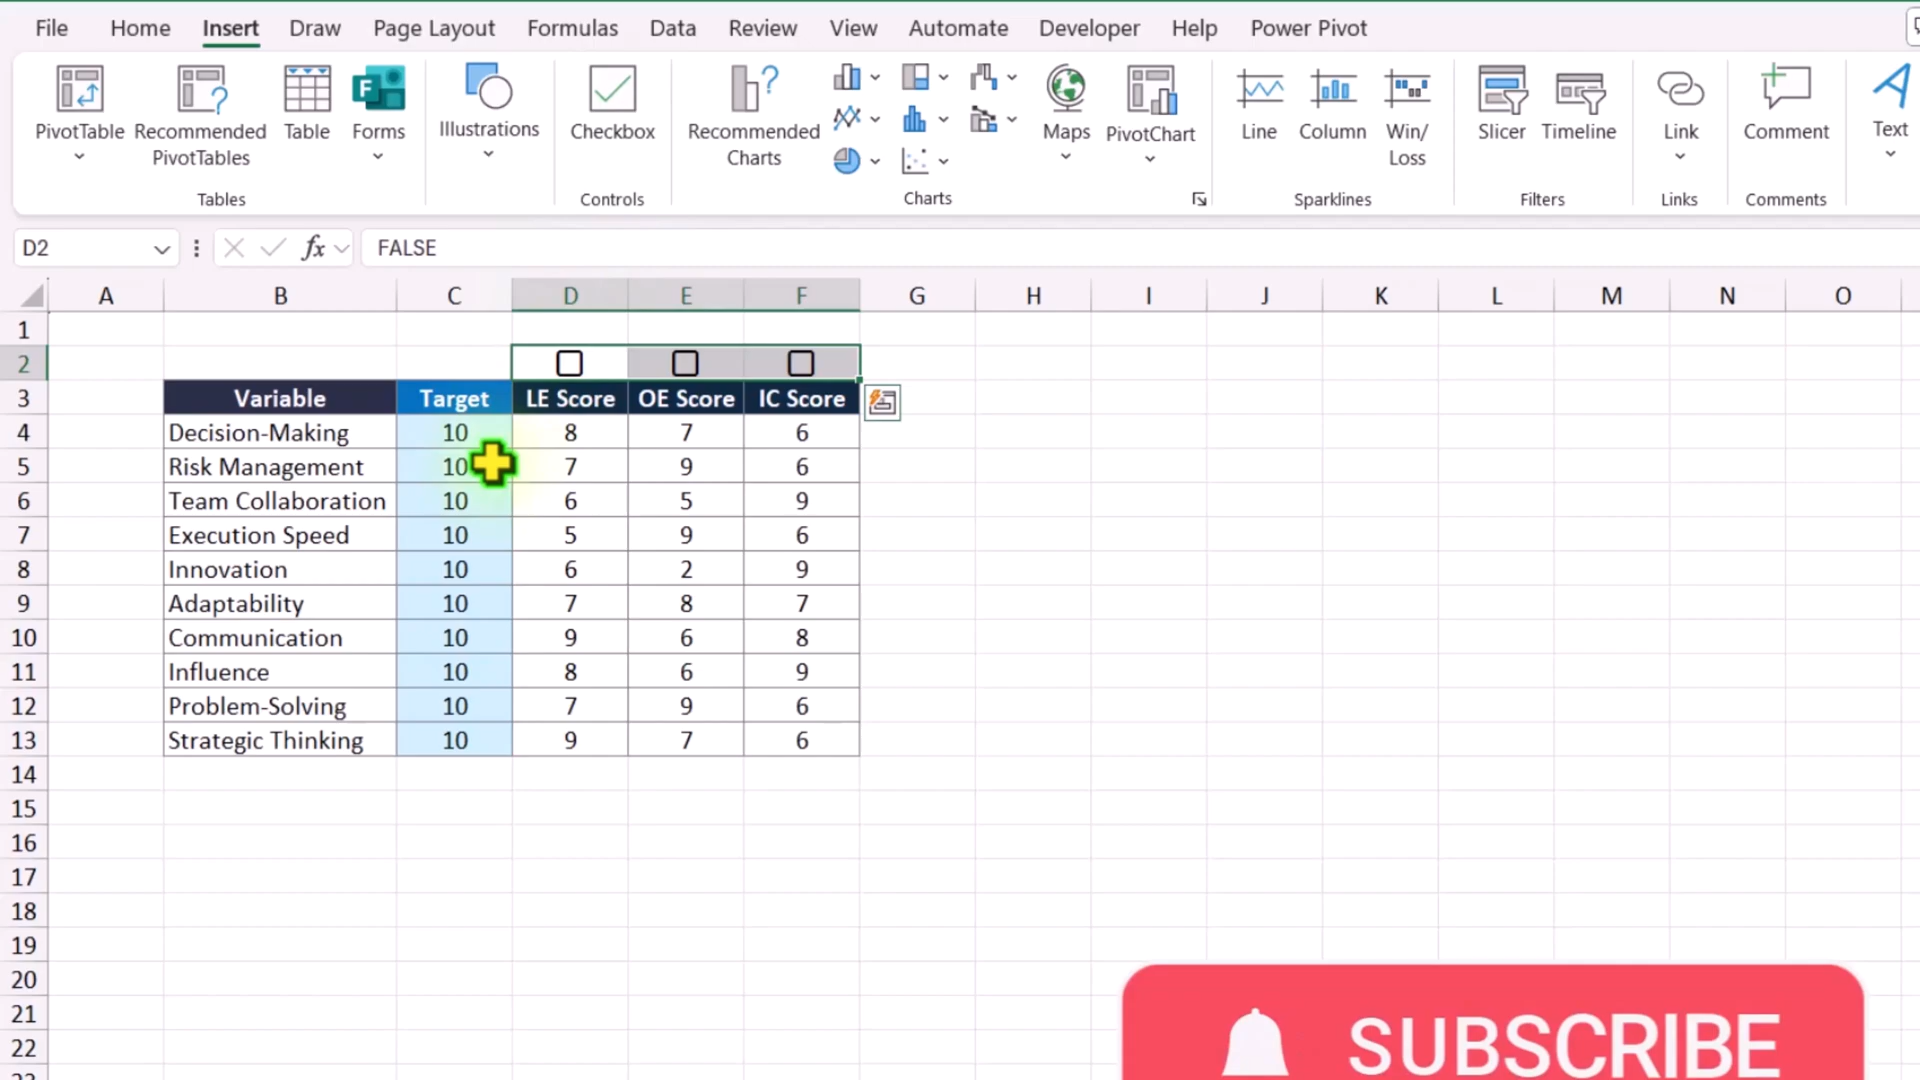 File Home Insert Draw Page Layout Formulas Data Review View Automate Developer Help Power Pivot
PivotTable Recommended PivotTables Table Forms Illustrations Checkbox Recommended Charts Maps PivotChart Line Column Win/Loss Slicer Timeline Link Comment Text
Tables Controls Charts Sparklines Filters Links Comments
D2 fx FALSE
A B C D E F G H I J K L M N O
1
2
3 Variable Target LE Score OE Score IC Score
4 Decision-Making 10 8 7 6
5 Risk Management 10 7 9 6
6 Team Collaboration 10 6 5 9
7 Execution Speed 10 5 9 6
8 Innovation 10 6 2 9
9 Adaptability 10 7 8 7
10 Communication 10 9 6 8
11 Influence 10 8 6 9
12 Problem-Solving 10 7 9 6
13 Strategic Thinking 10 9 7 6
14
15
16
17
18
19
20
21
22
SUBSCRIBE